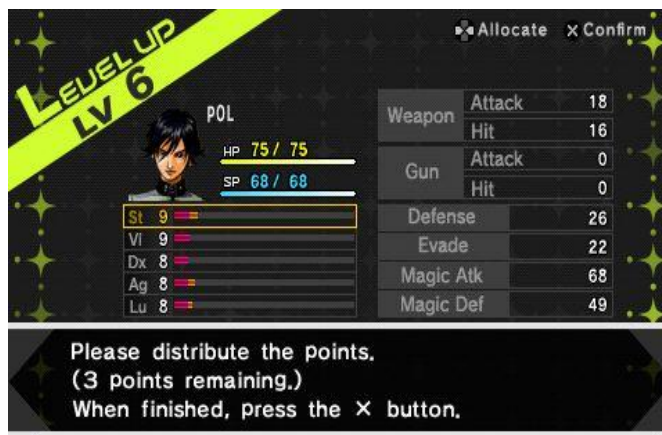 Allocate × Confirm
LEVEL UP
LV 6
POL
HP 75/ 75
SP 68/ 68
St 9
Vi 9
Dx 8
Ag 8
Lu 8
Weapon Attack 18
Hit 16
Gun Attack 0
Hit 0
Defense 26
Evade 22
Magic Atk 68
Magic Def 49
Please distribute the points.
(3 points remaining.)
When finished, press the × button.